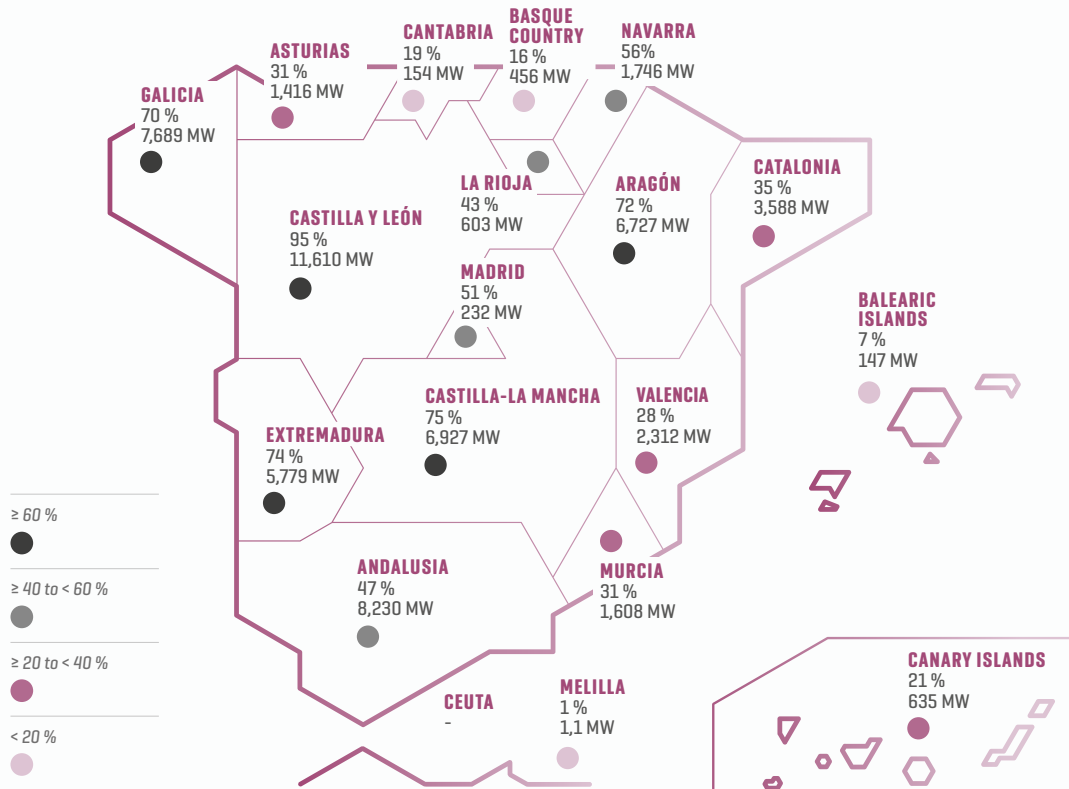 BASQUE
COUNTRY
16 %
456 MW
CANTABRIA
19 %
154 MW
NAVARRA
56%
1,746 MW
ASTURIAS
31 %
1,416 MW
GALICIA
70 %
7,689 MW
LA RIOJA
43 %
603 MW
ARAGÓN
72 %
6,727 MW
CATALONIA
35 %
3,588 MW
CASTILLA Y LEÓN
95 %
11,610 MW
MADRID
51 %
232 MW
BALEARIC
ISLANDS
7 %
147 MW
CASTILLA-LA MANCHA
75 %
6,927 MW
VALENCIA
28 %
2,312 MW
EXTREMADURA
74 %
5,779 MW
ANDALUSIA
47 %
8,230 MW
MURCIA
31 %
1,608 MW
CEUTA
-
MELILLA
1 %
1,1 MW
CANARY ISLANDS
21 %
635 MW
≥ 60 %
≥ 40 to < 60 %
≥ 20 to < 40 %
< 20 %